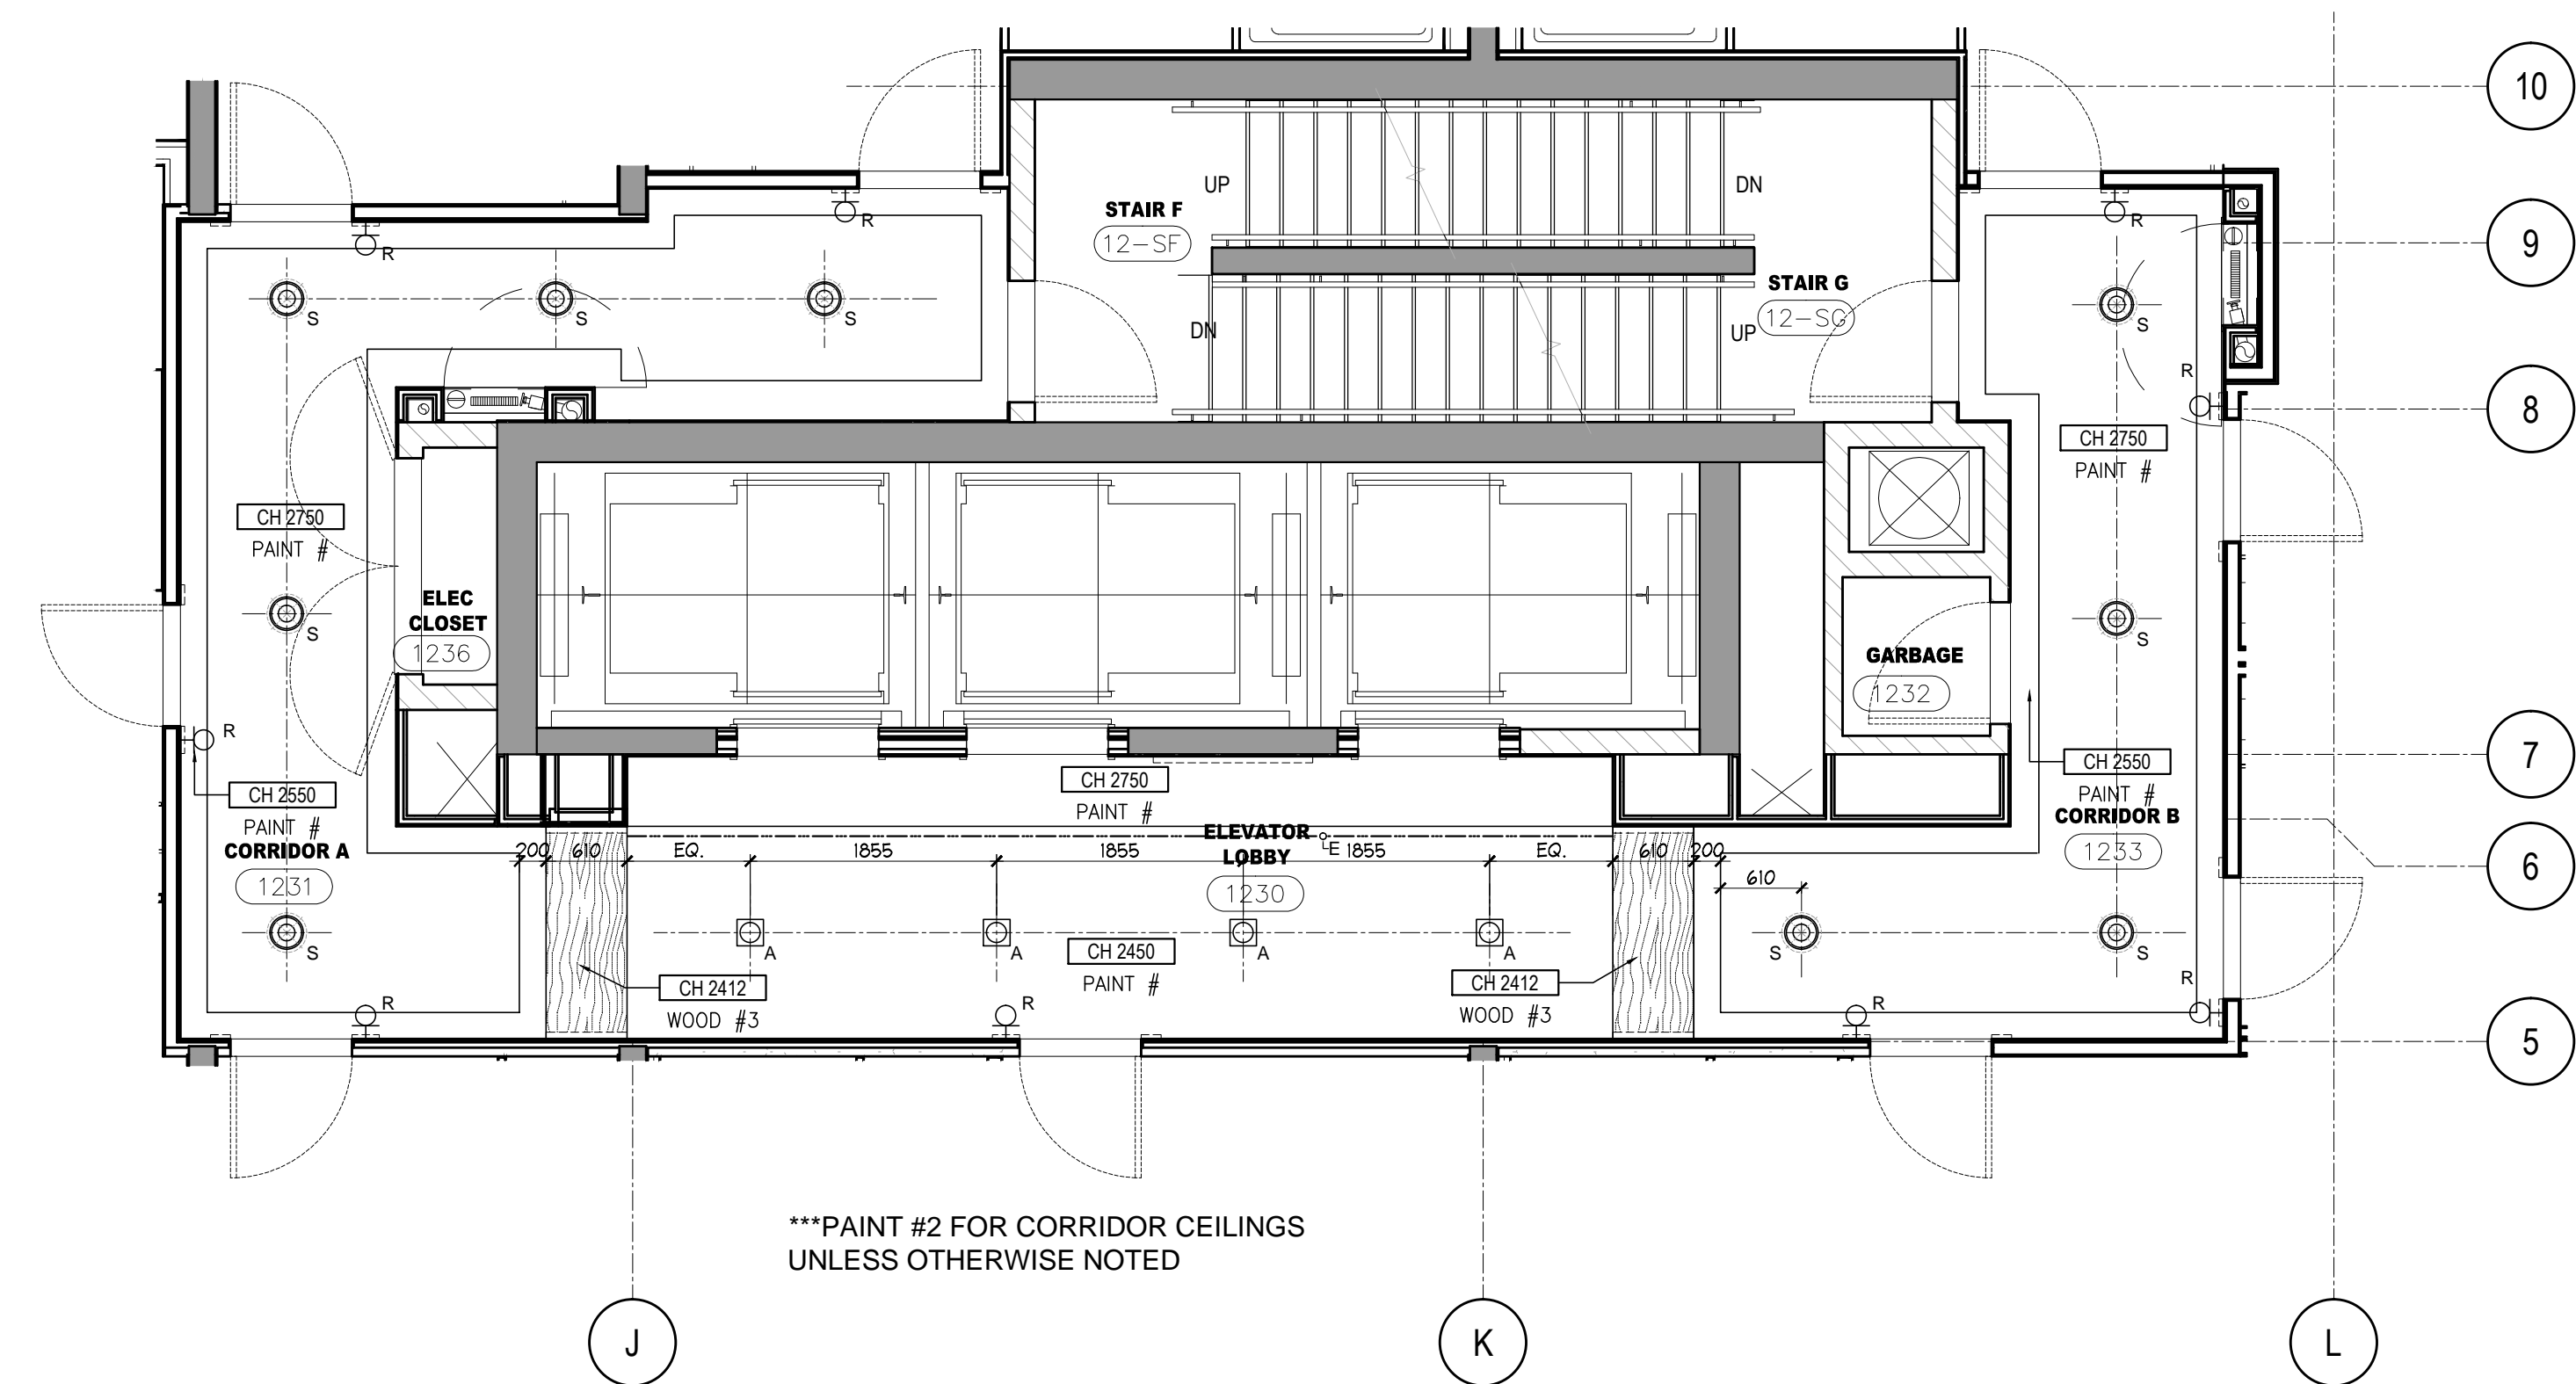 10
9
8
7
6
5
J
K
L
UP
DN
STAIR F
12-SF
STAIR G
12-SG
DN
UP
R
R
R
S
S
S
S
R
CH 2750
PAINT #
CH 2750
PAINT #
ELEC
CLOSET
1236
S
S
GARBAGE
1232
R
CH 2550
PAINT #
CORRIDOR A
1231
CH 2750
PAINT #
CH 2550
PAINT #
CORRIDOR B
1233
ELEVATOR
LOBBY
1230
200
610
EQ.
1855
1855
E
1855
EQ.
610
200
610
S
A
A
A
A
S
S
CH 2450
PAINT #
CH 2412
WOOD #3
CH 2412
WOOD #3
R
R
R
R
***PAINT #2 FOR CORRIDOR CEILINGS
UNLESS OTHERWISE NOTED